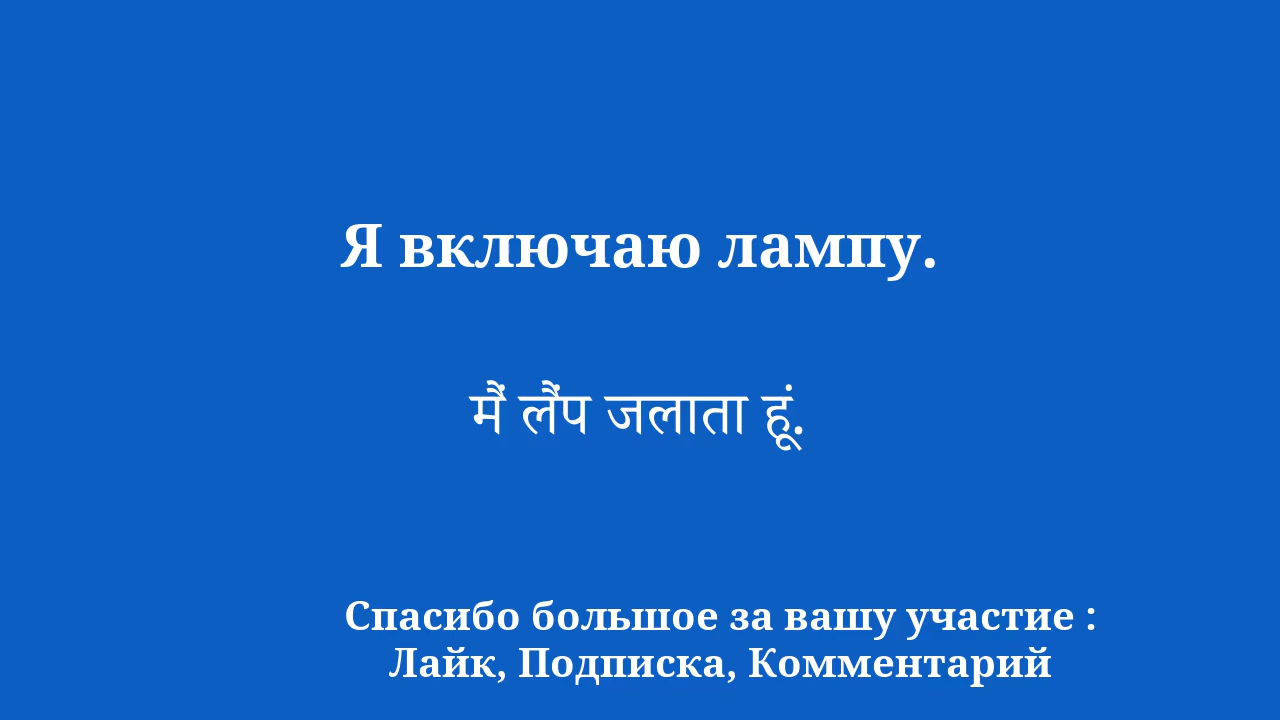 Я включаю лампу.
मैं लैंप जलाता हूं.
Спасибо большое за вашу участие :
Лайк, Подписка, Комментарий